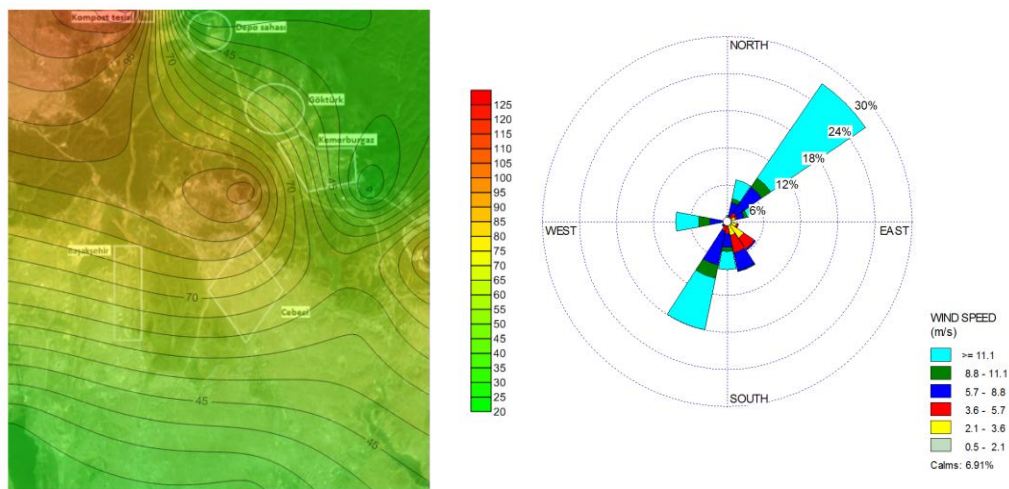 Kompost tesisi
Depo sahası
Göktürk
Kemerburgaz
Başakşehir
Cebeci
45
70
95
70
70
70
45
45
125
120
115
110
105
100
95
90
85
80
75
70
65
60
55
50
45
40
35
30
25
20
NORTH
30%
24%
18%
12%
6%
WEST
EAST
SOUTH
WIND SPEED
(m/s)
>= 11.1
8.8 - 11.1
5.7 - 8.8
3.6 - 5.7
2.1 - 3.6
0.5 - 2.1
Calms: 6.91%